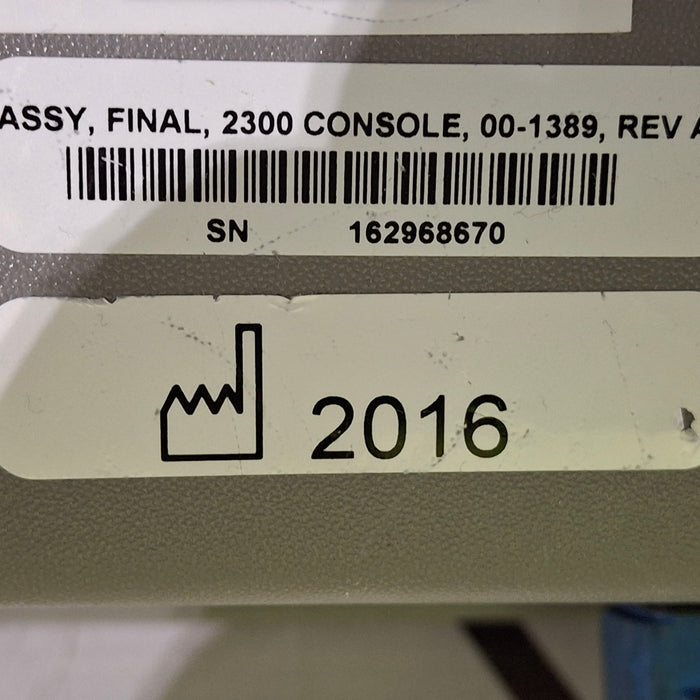 ASSY, FINAL, 2300 CONSOLE, 00-1389, REV A
SN 162968670
2016